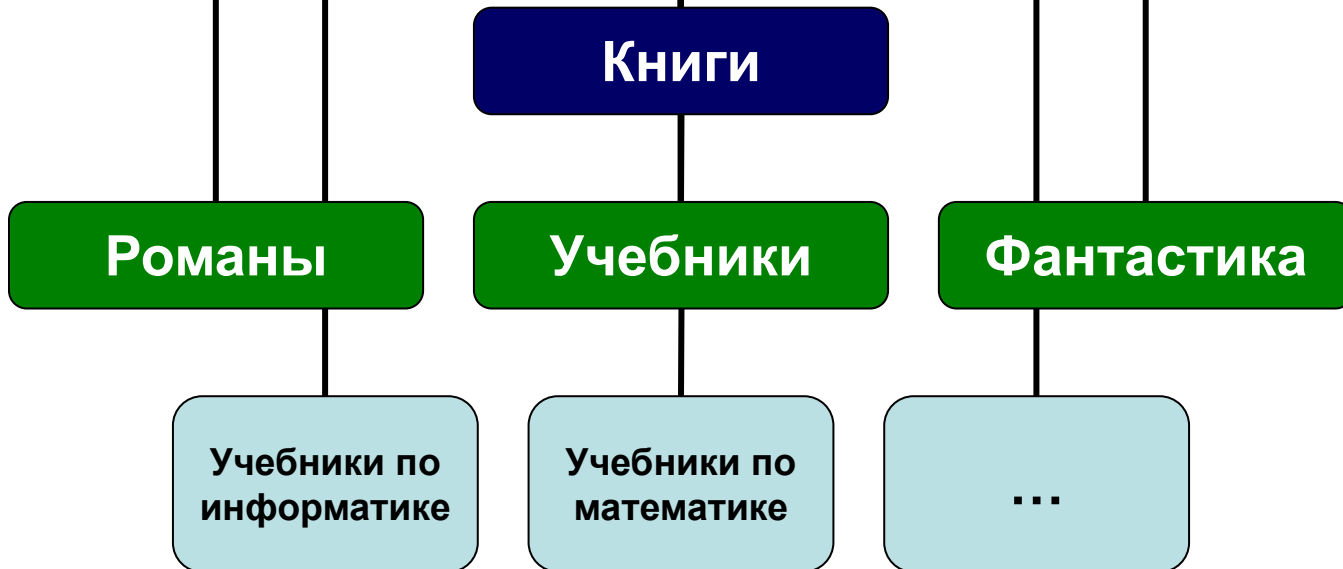 Книги
Романы
Учебники
Фантастика
Учебники по
информатике
Учебники по
математике
...